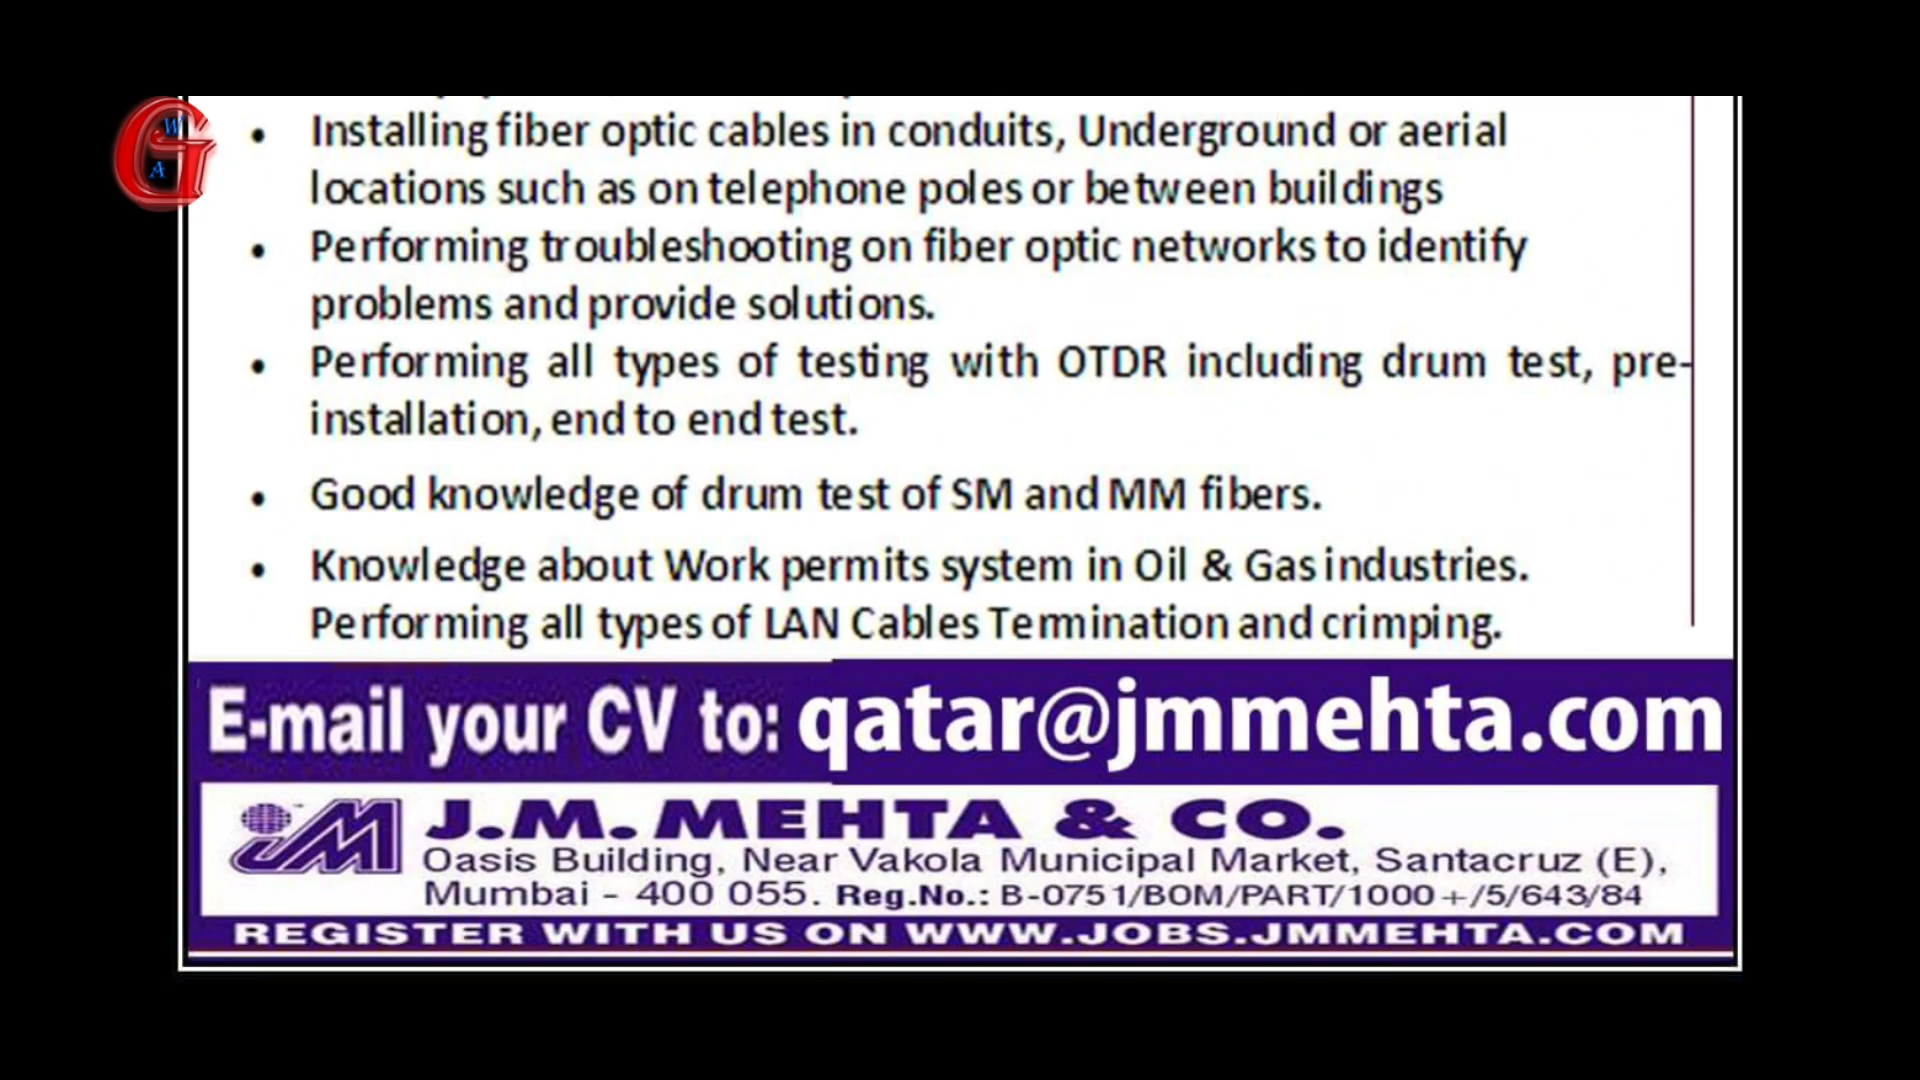 W
G
A
• Installing fiber optic cables in conduits, Underground or aerial
locations such as on telephone poles or between buildings
• Performing troubleshooting on fiber optic networks to identify
problems and provide solutions.
• Performing all types of testing with OTDR including drum test, pre-
installation, end to end test.
• Good knowledge of drum test of SM and MM fibers.
• Knowledge about Work permits system in Oil & Gas industries.
Performing all types of LAN Cables Termination and crimping.
E-mail your CV to: qatar@jmmehta.com
JM J.M. MEHTA & CO.
Oasis Building, Near Vakola Municipal Market, Santacruz (E),
Mumbai - 400 055. Reg.No.: B-0751/BOM/PART/1000+/5/643/84
REGISTER WITH US ON WWW.JOBS.JMMEHTA.COM